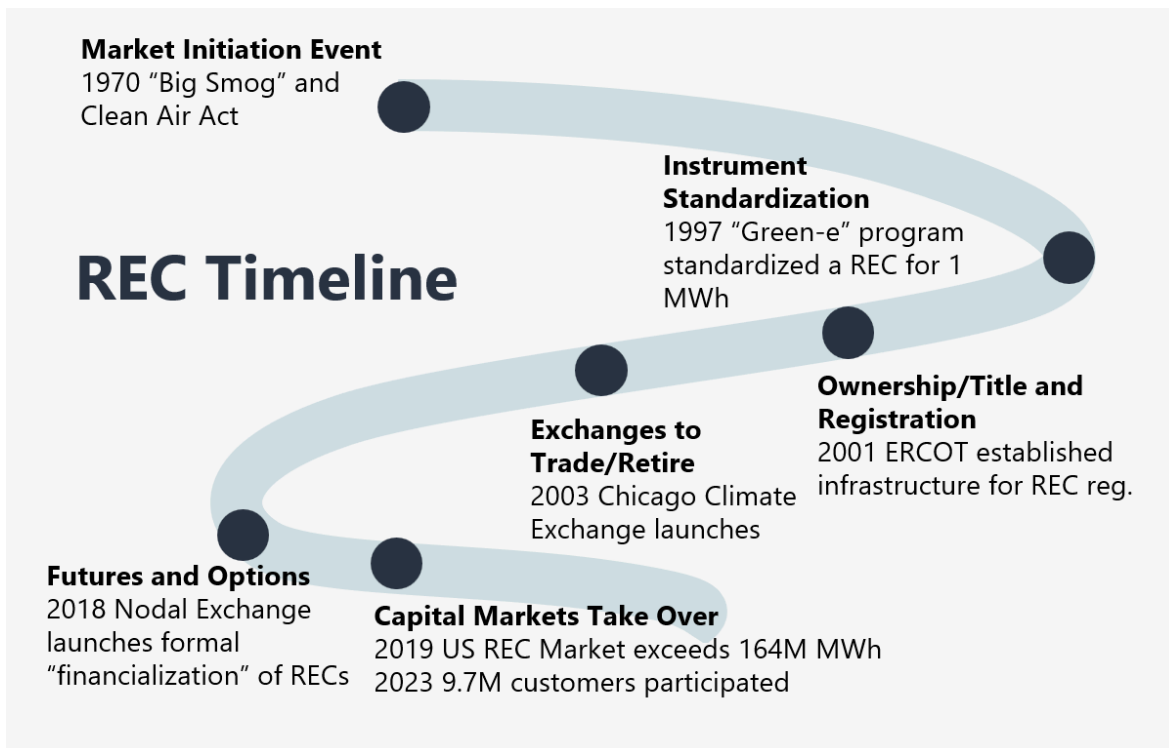 Market Initiation Event
1970 “Big Smog” and
Clean Air Act
Instrument
Standardization
1997 “Green-e” program
standardized a REC for 1
MWh
REC Timeline
Ownership/Title and
Registration
2001 ERCOT established
infrastructure for REC reg.
Exchanges to
Trade/Retire
2003 Chicago Climate
Exchange launches
Futures and Options
2018 Nodal Exchange
launches formal
“financialization” of RECs
Capital Markets Take Over
2019 US REC Market exceeds 164M MWh
2023 9.7M customers participated